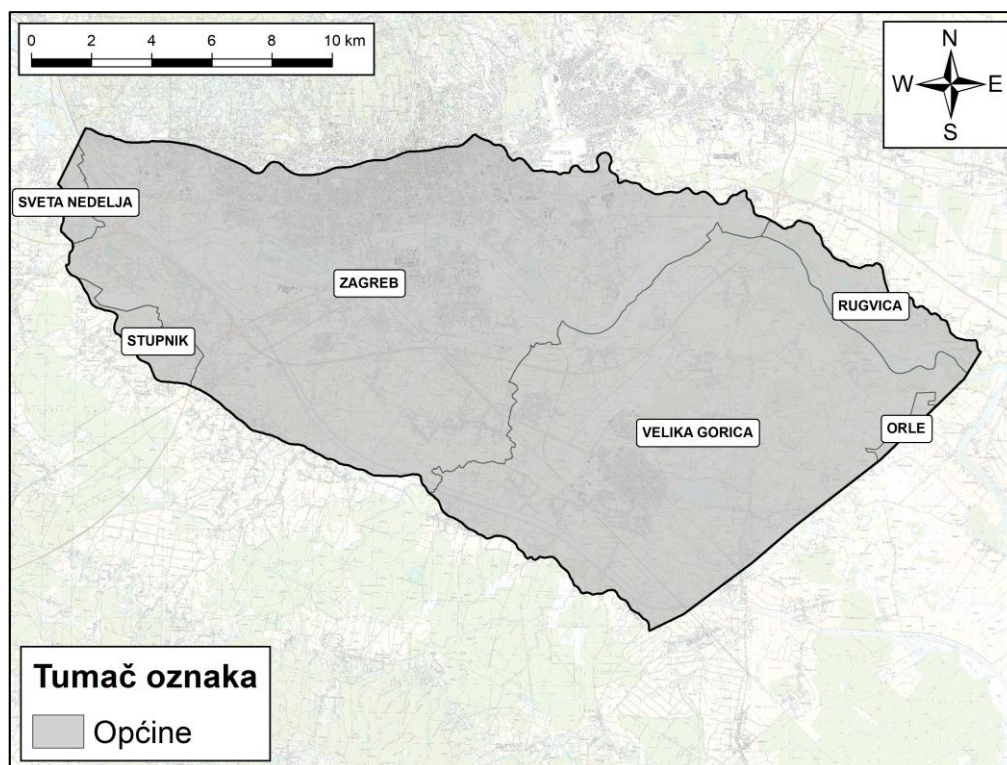 0 2 4 6 8 10 km
N
W E
S
SVETA NEDELJA
ZAGREB
RUGVICA
STUPNIK
VELIKA GORICA
ORLE
Tumač oznaka
Općine